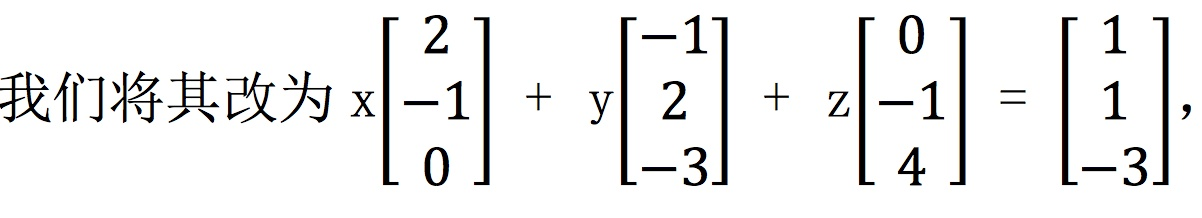 我们将其改为 x[2 −1 0] + y[−1 2 −3] + z[0 −1 4] = [1 1 −3],